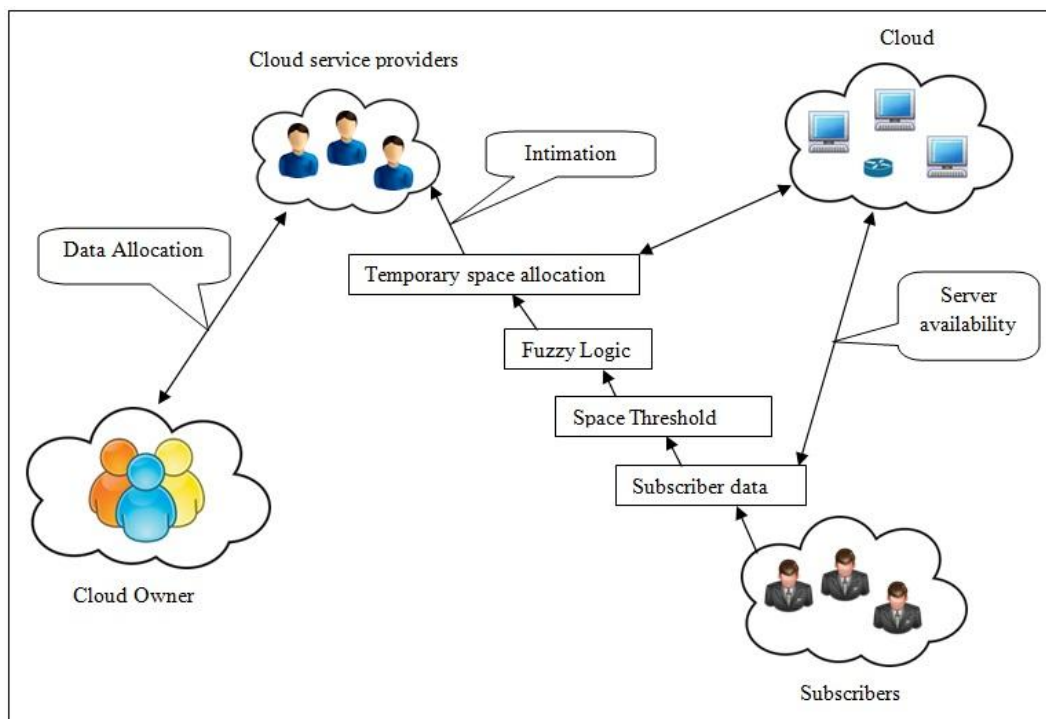 Cloud
Cloud service providers
Intimation
Data Allocation
Temporary space allocation
Server
availability
Fuzzy Logic
Space Threshold
Subscriber data
Cloud Owner
Subscribers